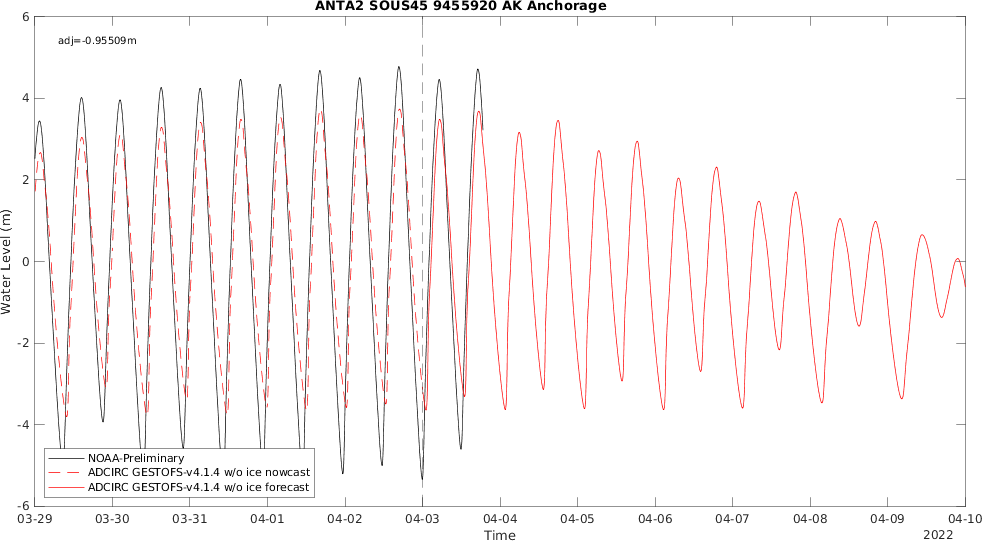 ANTA2 SOUS45 9455920 AK Anchorage
adj=-0.95509m
6
4
2
0
-2
-4
-6
Water Level (m)
NOAA-Preliminary
ADCIRC GESTOFS-v4.1.4 w/o ice nowcast
ADCIRC GESTOFS-v4.1.4 w/o ice forecast
03-29 03-30 03-31 04-01 04-02 04-03 04-04 04-05 04-06 04-07 04-08 04-09 04-10
Time
2022